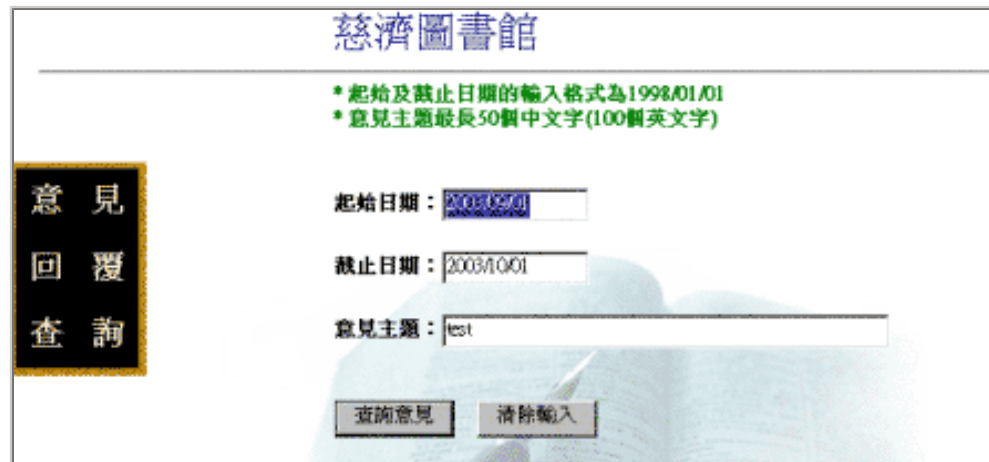 慈濟圖書館
* 起始及截止日期的輸入格式為1998/01/01
* 意見主題最長50個中文字(100個英文字)
意見
回覆
查詢
起始日期：2003/09/01
截止日期：2003/10/01
意見主題：test
查詢意見 清除輸入